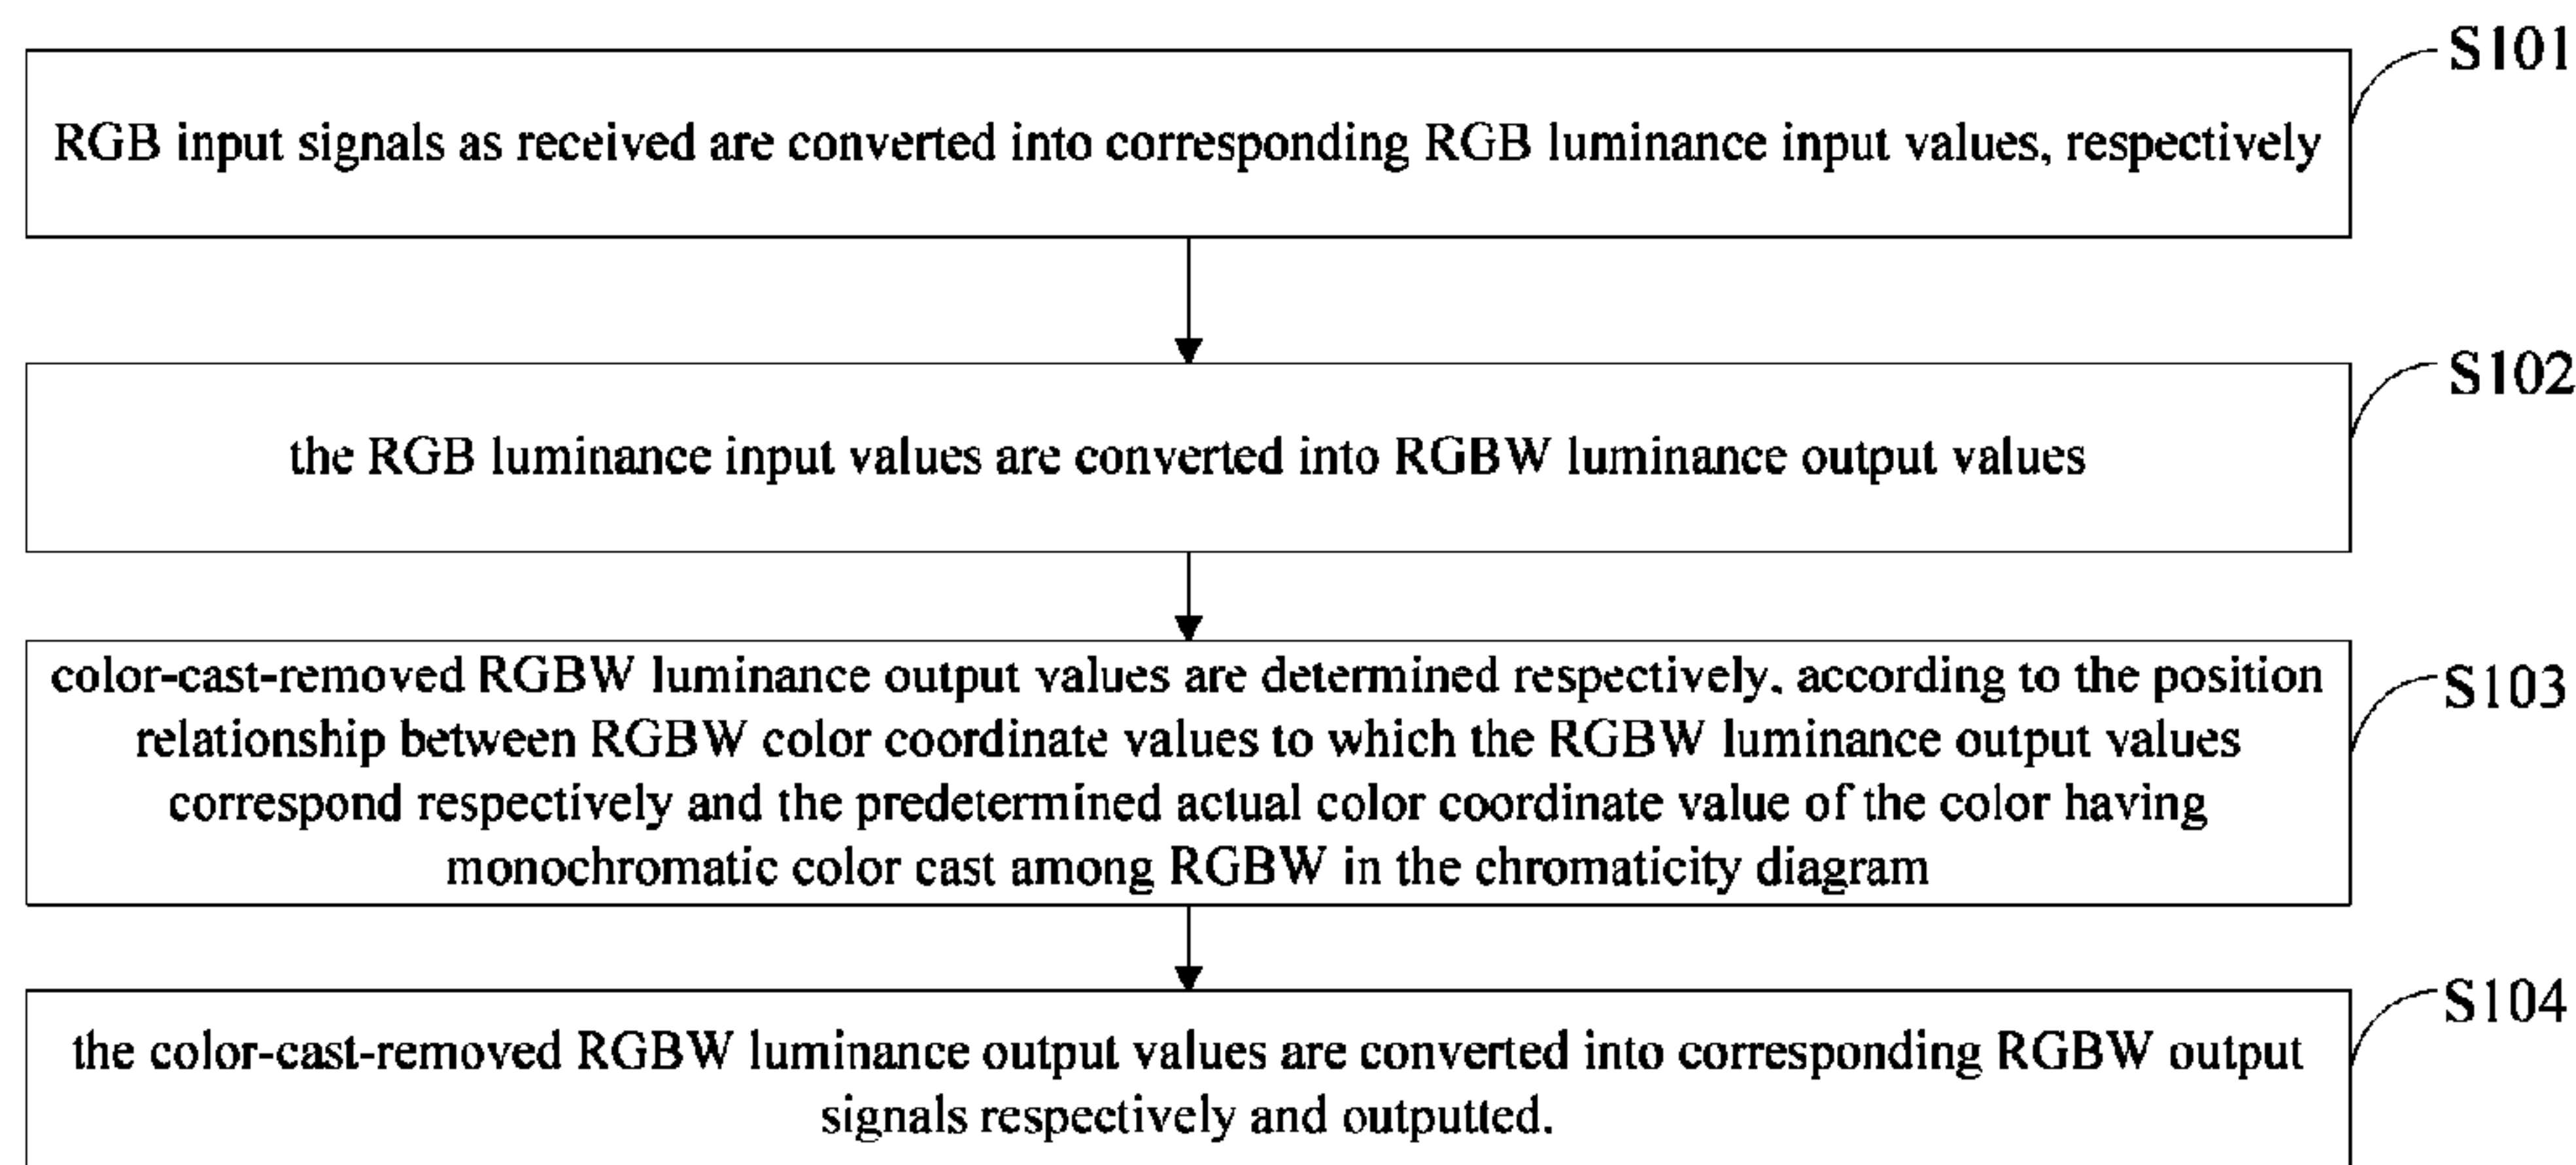 S101
RGB input signals as received are converted into corresponding RGB luminance input values, respectively
S102
the RGB luminance input values are converted into RGBW luminance output values
S103
color-cast-removed RGBW luminance output values are determined respectively, according to the position
relationship between RGBW color coordinate values to which the RGBW luminance output values
correspond respectively and the predetermined actual color coordinate value of the color having
monochromatic color cast among RGBW in the chromaticity diagram
S104
the color-cast-removed RGBW luminance output values are converted into corresponding RGBW output
signals respectively and outputted.